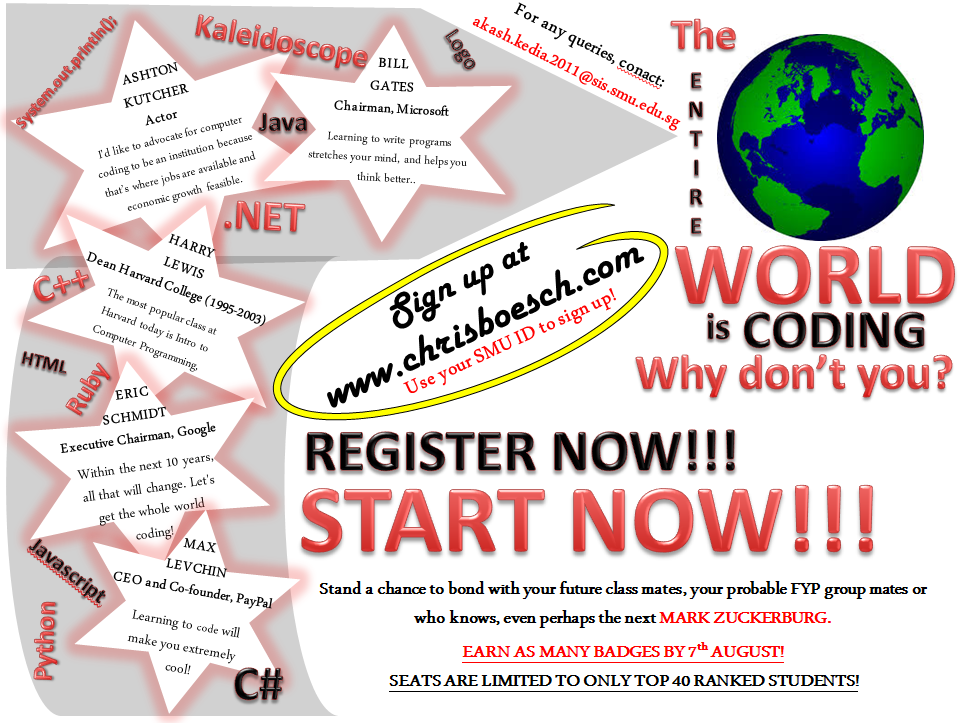 System.out.println();
Kaleidoscope
Logo
ASHTON
KUTCHER
Actor
I'd like to advocate for computer
coding to be an institution because
that's where jobs are available and
economic growth feasible.
Java
BILL
GATES
Chairman, Microsoft
Learning to write programs
stretches your mind, and helps you
think better..
.NET
For any queries, conact:
akash.kedia.2011@sis.smu.edu.sg
The
ENTIRE
WORLD
is CODING
Why don't you?
C++
HARRY
LEWIS
Dean Harvard College (1995-2003)
The most popular class at
Harvard today is Intro to
Computer Programming,
HTML
Ruby
Sign up at
www.chrisboesch.com
Use your SMU ID to sign up!
ERIC
SCHMIDT
Executive Chairman, Google
Within the next 10 years,
all that will change. Let's
get the whole world
coding!
REGISTER NOW!!!
START NOW!!!
Javascript
Python
MAX
LEVCHIN
CEO and Co-founder, PayPal
Learning to code will
make you extremely
cool!
C#
Stand a chance to bond with your future class mates, your probable FYP group mates or
who knows, even perhaps the next MARK ZUCKERBURG.
EARN AS MANY BADGES BY 7th AUGUST!
SEATS ARE LIMITED TO ONLY TOP 40 RANKED STUDENTS!